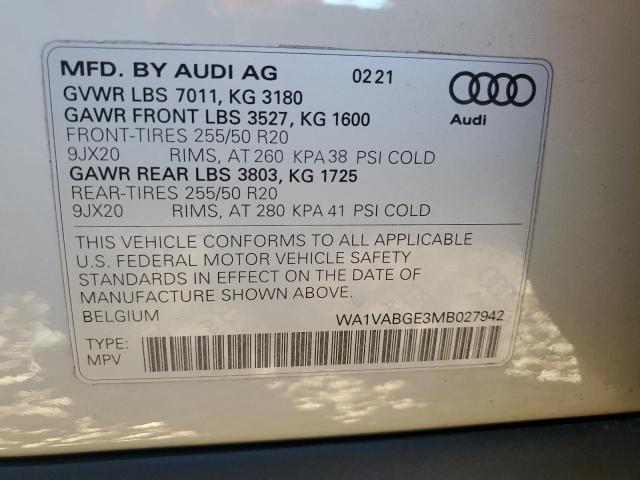 MFD. BY AUDI AG 0221
GVWR LBS 7011, KG 3180
GAWR FRONT LBS 3527, KG 1600
FRONT-TIRES 255/50 R20
9JX20 RIMS, AT 260 KPA 38 PSI COLD
GAWR REAR LBS 3803, KG 1725
REAR-TIRES 255/50 R20
9JX20 RIMS, AT 280 KPA 41 PSI COLD
Audi
THIS VEHICLE CONFORMS TO ALL APPLICABLE
U.S. FEDERAL MOTOR VEHICLE SAFETY
STANDARDS IN EFFECT ON THE DATE OF
MANUFACTURE SHOWN ABOVE.
BELGIUM WA1VABGE3MB027942
TYPE:
MPV